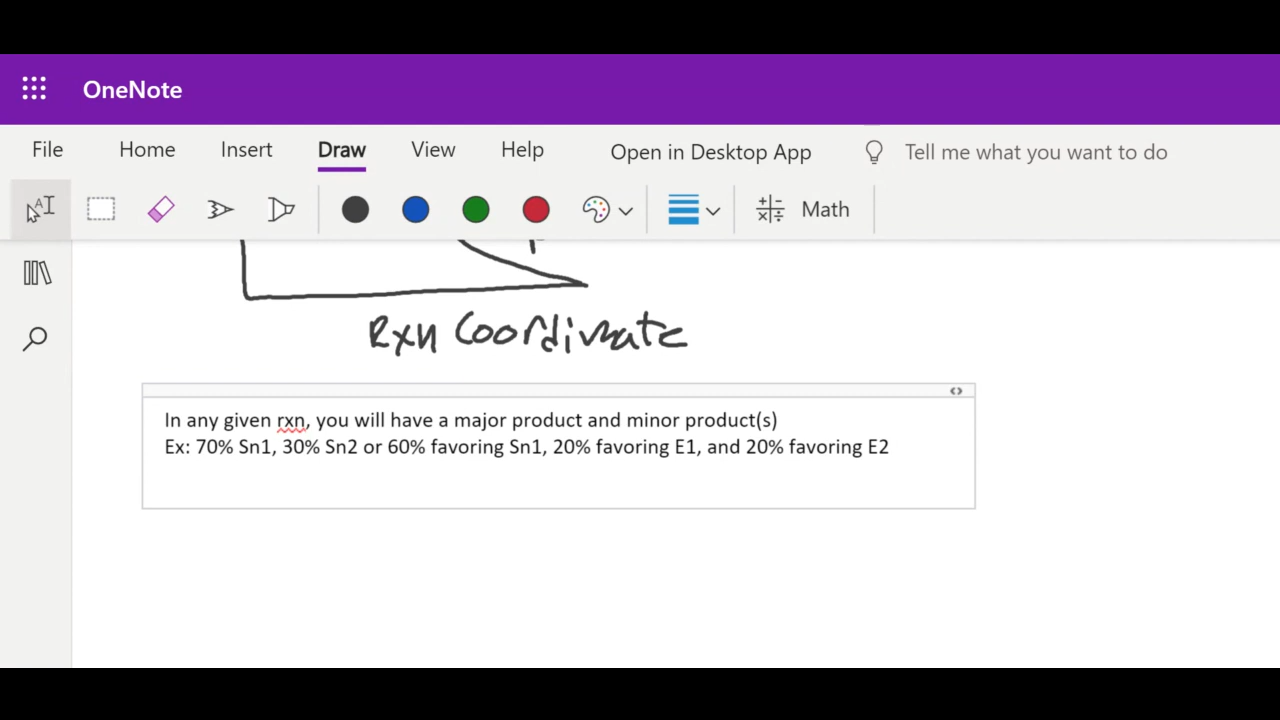 OneNote
File Home Insert Draw View Help Open in Desktop App Tell me what you want to do
Math
Rxn Coordinate
In any given rxn, you will have a major product and minor product(s)
Ex: 70% Sn1, 30% Sn2 or 60% favoring Sn1, 20% favoring E1, and 20% favoring E2